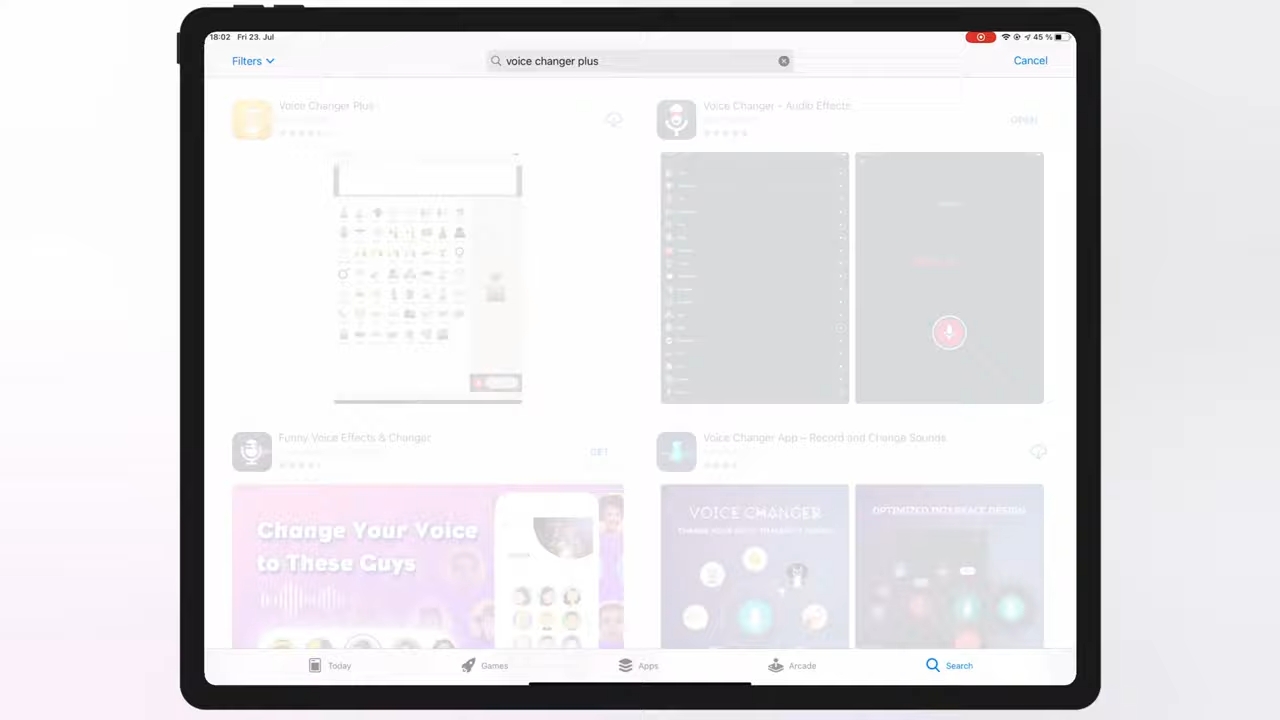 18:02 Fri 23. Jul
45 %
Filters
voice changer plus
Cancel
Voice Changer Plus
Voice Changer – Audio Effects
OPEN
Funny Voice Effects & Changer
GET
Voice Changer App – Record and Change Sounds
Change Your Voice
to These Guys
VOICE CHANGER
OPTIMIZED INTERFACE DESIGN
Today
Games
Apps
Arcade
Search